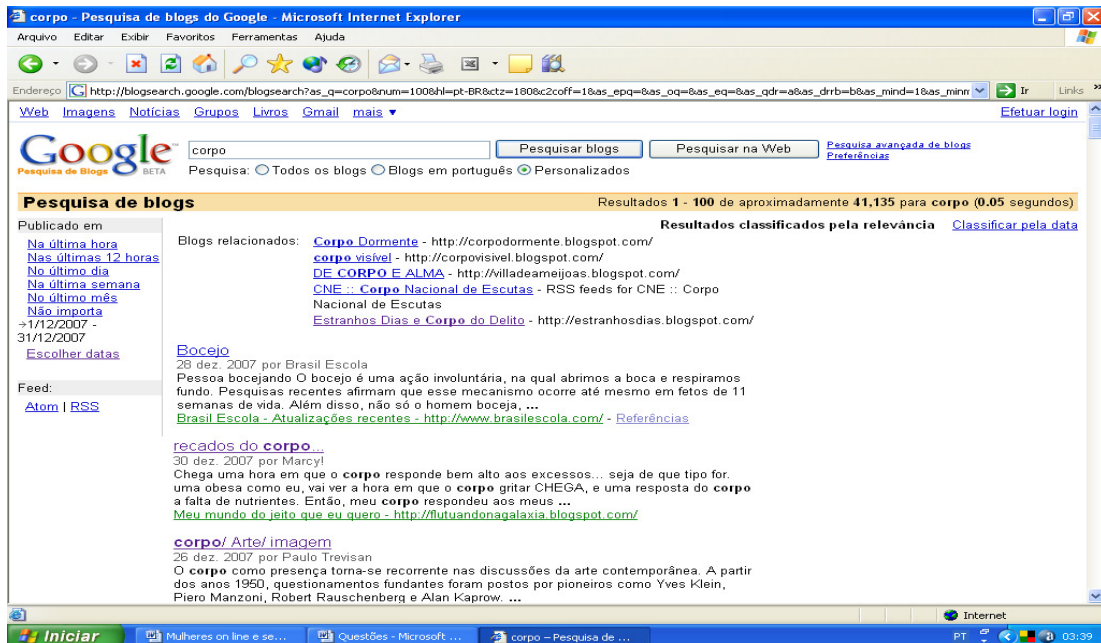 corpo - Pesquisa de blogs do Google - Microsoft Internet Explorer
Arquivo Editar Exibir Favoritos Ferramentas Ajuda
Endereço http://blogsearch.google.com/blogsearch?as_q=corpo&num=100&hl=pt-BR&ctz=180&c2coff=1&as_epq=&as_oq=&as_eq=&as_qdr=a&as_drrb=b&as_mind=1&as_minm Ir Links »
Web Imagens Notícias Grupos Livros Gmail mais ▼ Efetuar login
Google Pesquisa de Blogs BETA
corpo Pesquisar blogs Pesquisar na Web Pesquisa avançada de blogs
Preferências
Pesquisa: Todos os blogs Blogs em português Personalizados
Pesquisa de blogs Resultados 1 - 100 de aproximadamente 41,135 para corpo (0.05 segundos)
Resultados classificados pela relevância Classificar pela data
Publicado em
Na última hora
Nas últimas 12 horas
No último dia
Na última semana
No último mês
Não importa
→1/12/2007 -
31/12/2007
Escolher datas
Feed:
Atom | RSS
Blogs relacionados: Corpo Dormente - http://corpodormente.blogspot.com/
corpo visível - http://corpovisivel.blogspot.com/
DE CORPO E ALMA - http://villadeameijoas.blogspot.com/
CNE :: Corpo Nacional de Escutas - RSS feeds for CNE :: Corpo
Nacional de Escutas
Estranhos Dias e Corpo do Delito - http://estranhosdias.blogspot.com/
Bocejo
28 dez. 2007 por Brasil Escola
Pessoa bocejando O bocejo é uma ação involuntária, na qual abrimos a boca e respiramos
fundo. Pesquisas recentes afirmam que esse mecanismo ocorre até mesmo em fetos de 11
semanas de vida. Além disso, não só o homem boceja, ...
Brasil Escola - Atualizações recentes - http://www.brasilescola.com/ - Referências
recados do corpo...
30 dez. 2007 por Marcy!
Chega uma hora em que o corpo responde bem alto aos excessos... seja de que tipo for.
uma obesa como eu, vai ver a hora em que o corpo gritar CHEGA, e uma resposta do corpo
a falta de nutrientes. Então, meu corpo respondeu aos meus ...
Meu mundo do jeito que eu quero - http://flutuandonagalaxia.blogspot.com/
corpo/ Arte/ imagem
26 dez. 2007 por Paulo Trevisan
O corpo como presença torna-se recorrente nas discussões da arte contemporânea. A partir
dos anos 1950, questionamentos fundantes foram postos por pioneiros como Yves Klein,
Piero Manzoni, Robert Rauschenberg e Alan Kaprow. ...
Internet
Iniciar Mulheres on line e se... Questões - Microsoft ... corpo – Pesquisa de ... PT 03:39